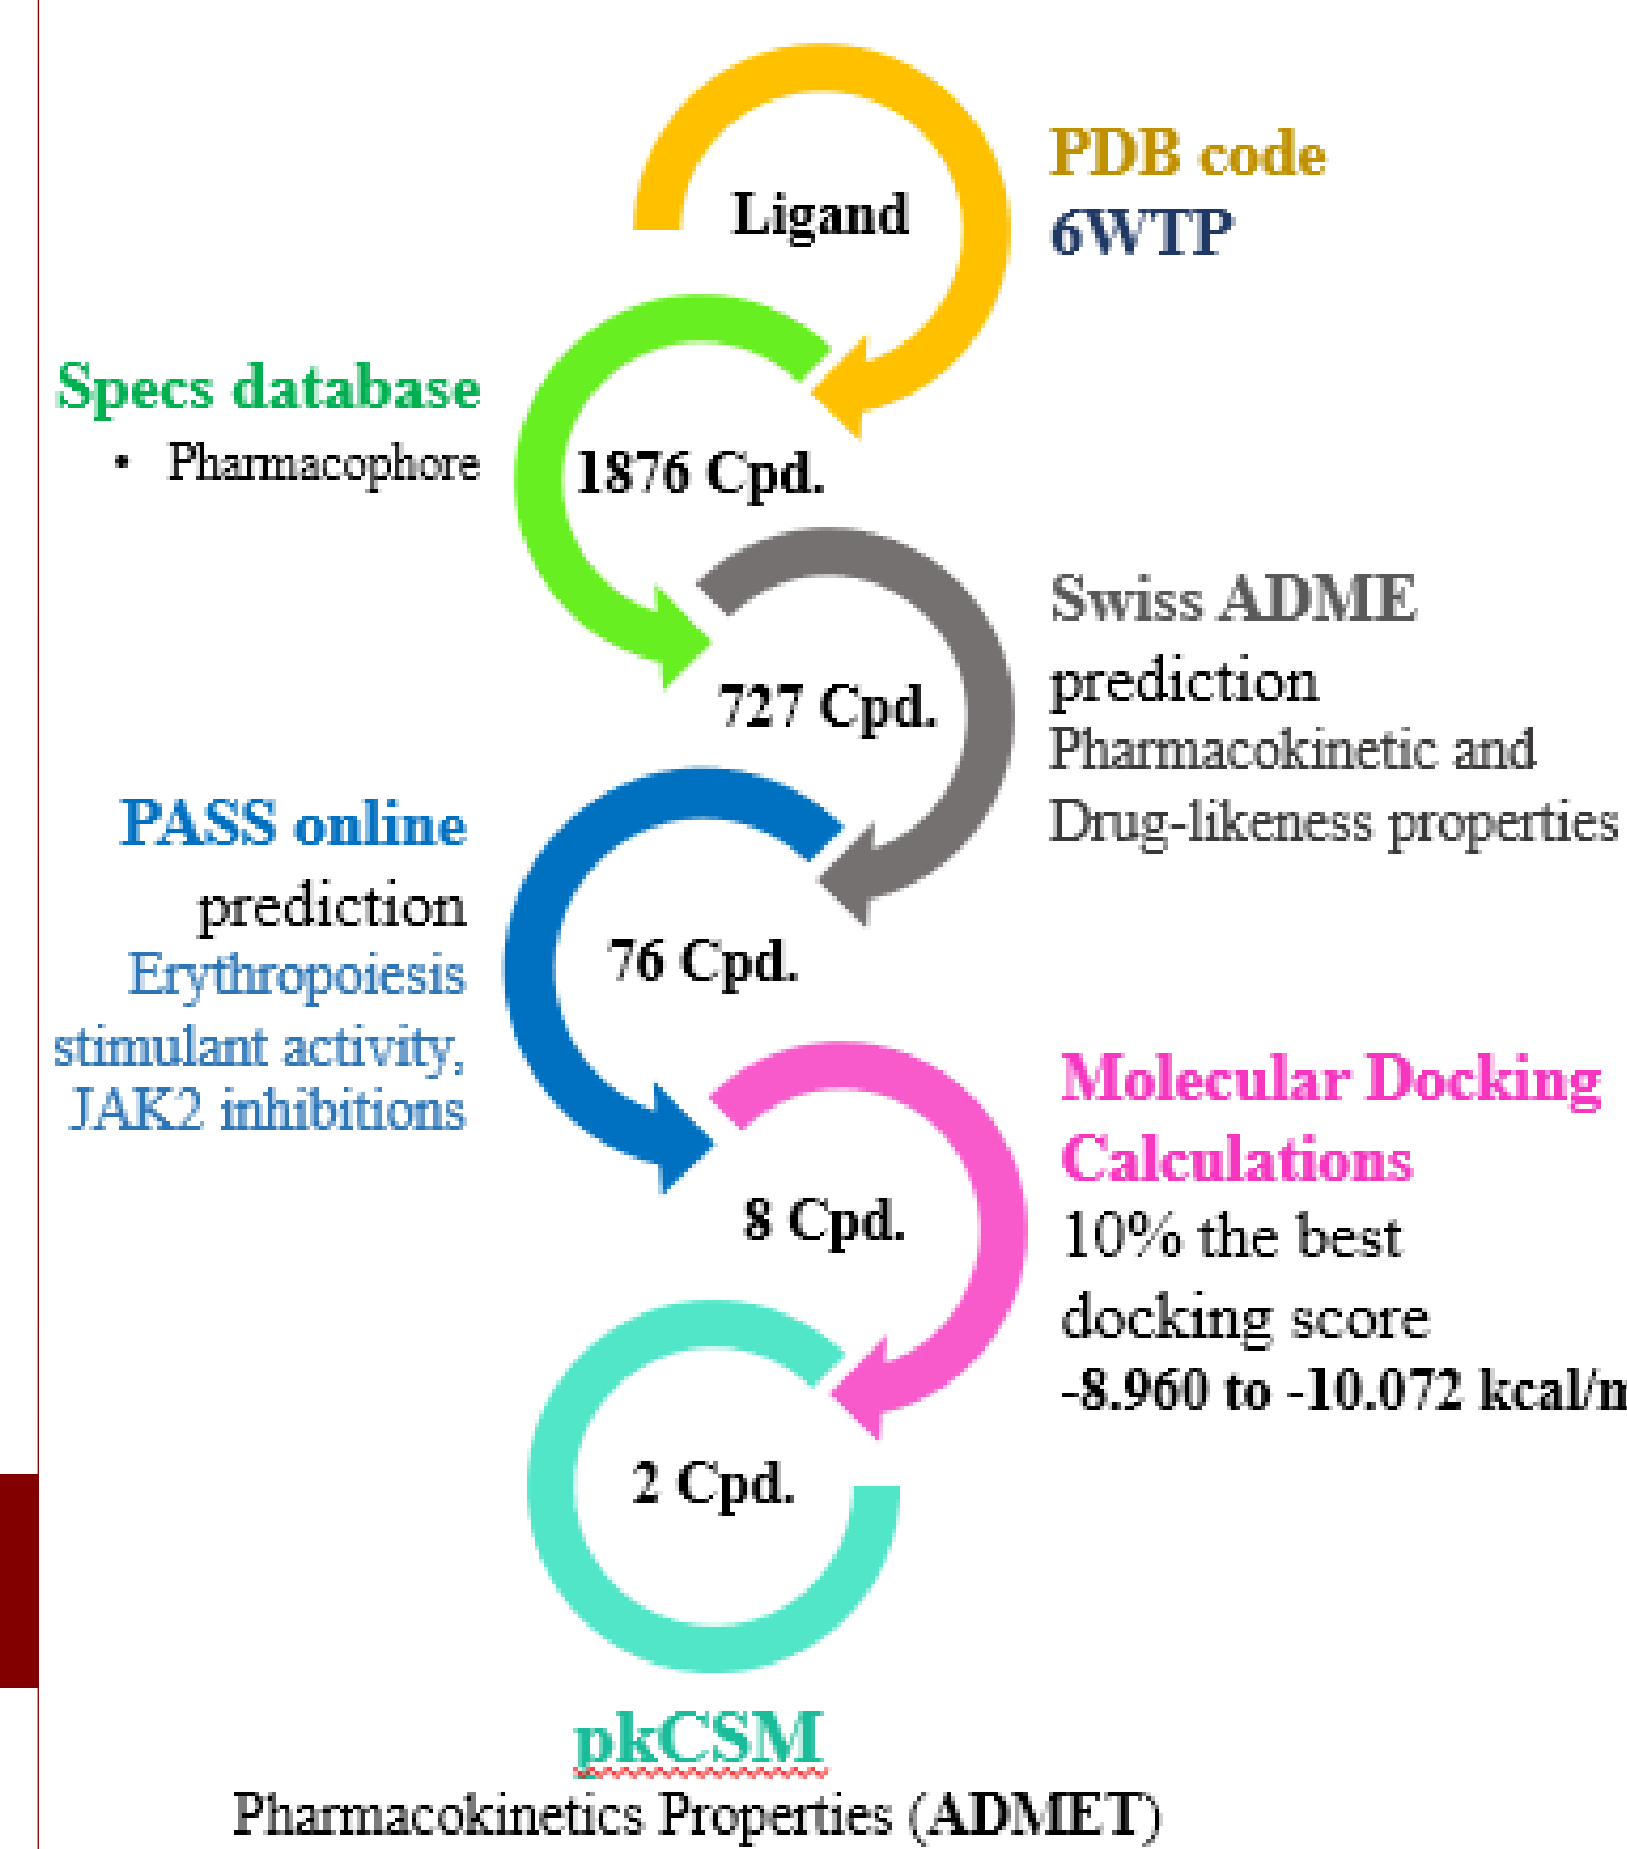 Ligand
PDB code
6WTP
Specs database
• Pharmacophore
1876 Cpd.
Swiss ADME
prediction
Pharmacokinetic and
Drug-likeness properties
727 Cpd.
PASS online
prediction
Erythropoiesis
stimulant activity,
JAK2 inhibitions
76 Cpd.
Molecular Docking
Calculations
10% the best
docking score
-8.960 to -10.072
8 Cpd.
2 Cpd.
pkCSM
Pharmacokinetics Properties (ADMET)